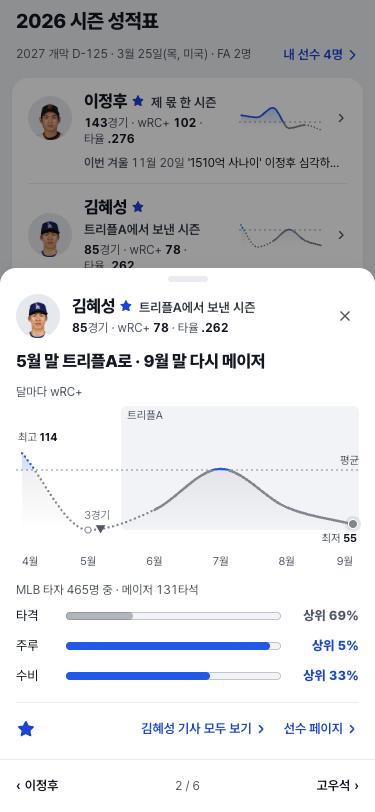 2026 시즌 성적표
2027 개막 D-125 · 3월 25일(목, 미국) · FA 2명
내 선수 4명
이정후 제 몫 한 시즌
143경기 · wRC+ 102 ·
타율 .276
이번 겨울 11월 20일 '1510억 사나이' 이정후 심각하...
김혜성
트리플A에서 보낸 시즌
85경기 · wRC+ 78 ·
타율 .262
김혜성 트리플A에서 보낸 시즌
85경기 · wRC+ 78 · 타율 .262
5월 말 트리플A로 · 9월 말 다시 메이저
달마다 wRC+
트리플A
최고 114
평균
3경기
최저 55
4월 5월 6월 7월 8월 9월
MLB 타자 465명 중 · 메이저 131타석
타격 상위 69%
주루 상위 5%
수비 상위 33%
김혜성 기사 모두 보기 선수 페이지
‹ 이정후 2 / 6 고우석 ›